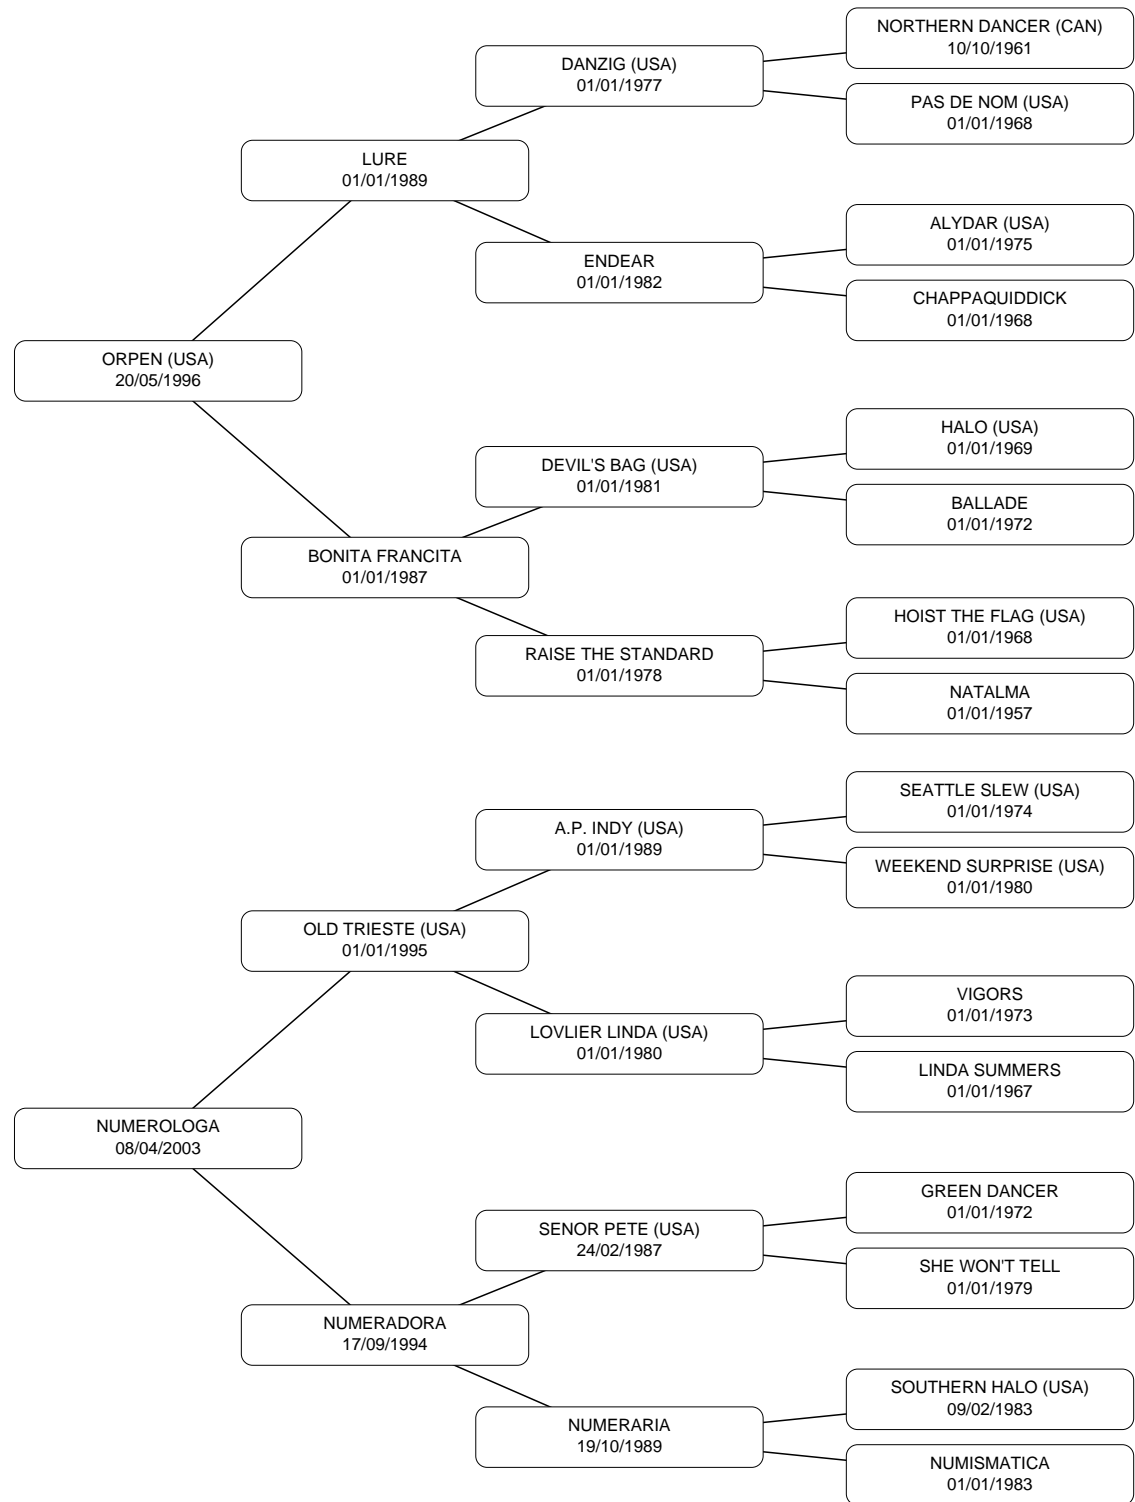 NORTHERN DANCER (CAN)
10/10/1961
DANZIG (USA)
01/01/1977
PAS DE NOM (USA)
01/01/1968
LURE
01/01/1989
ALYDAR (USA)
01/01/1975
ENDEAR
01/01/1982
CHAPPAQUIDDICK
01/01/1968
ORPEN (USA)
20/05/1996
HALO (USA)
01/01/1969
DEVIL'S BAG (USA)
01/01/1981
BALLADE
01/01/1972
BONITA FRANCITA
01/01/1987
HOIST THE FLAG (USA)
01/01/1968
RAISE THE STANDARD
01/01/1978
NATALMA
01/01/1957
SEATTLE SLEW (USA)
01/01/1974
A.P. INDY (USA)
01/01/1989
WEEKEND SURPRISE (USA)
01/01/1980
OLD TRIESTE (USA)
01/01/1995
VIGORS
01/01/1973
LOVLIER LINDA (USA)
01/01/1980
LINDA SUMMERS
01/01/1967
NUMEROLOGA
08/04/2003
GREEN DANCER
01/01/1972
SENOR PETE (USA)
24/02/1987
SHE WON'T TELL
01/01/1979
NUMERADORA
17/09/1994
SOUTHERN HALO (USA)
09/02/1983
NUMERARIA
19/10/1989
NUMISMATICA
01/01/1983